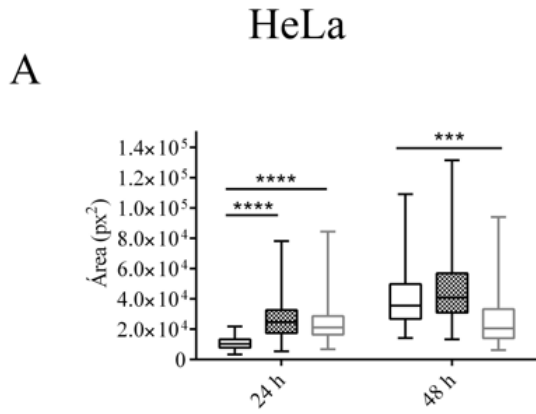 HeLa
A
Área (px²)
1.4×10⁵
1.2×10⁵
1.0×10⁵
8.0×10⁴
6.0×10⁴
4.0×10⁴
2.0×10⁴
0
****
****
***
24 h
48 h